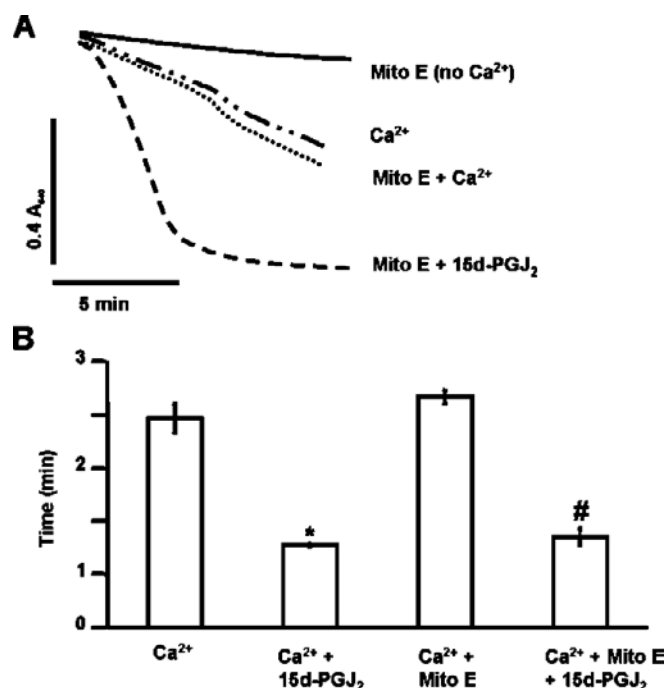 A
Mito E (no Ca²⁺)
Ca²⁺
Mito E + Ca²⁺
Mito E + 15d-PGJ₂
0.4 A₅₄₀
5 min
B
Time (min)
3
2
1
0
*
#
Ca²⁺
Ca²⁺ +
15d-PGJ₂
Ca²⁺ +
Mito E
Ca²⁺ + Mito E
+ 15d-PGJ₂